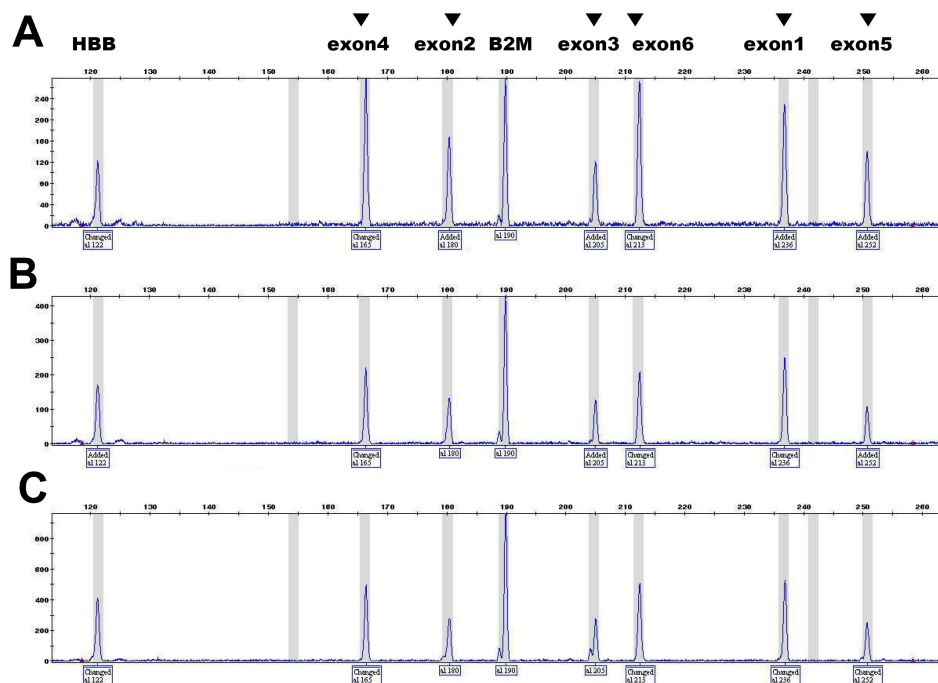 A
HBB exon4 exon2 B2M exon3 exon6 exon1 exon5
120 130 140 150 160 170 180 190 200 210 220 230 240 250 260
240
200
160
120
80
40
0
Changed Changed Added Added Changed Added Added
al 122 al 165 al 180 al 190 al 205 al 213 al 236 al 252
B
120 130 140 150 160 170 180 190 200 210 220 230 240 250 260
400
300
200
100
0
Added Changed Added Changed Changed Added
al 122 al 165 al 180 al 190 al 205 al 213 al 236 al 252
C
120 130 140 150 160 170 180 190 200 210 220 230 240 250 260
800
600
400
200
0
Changed Changed Changed Changed Changed
al 122 al 165 al 180 al 190 al 205 al 213 al 236 al 252